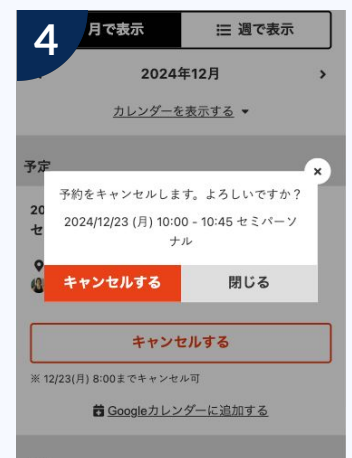 4
月で表示
週で表示
2024年12月
カレンダーを表示する
予定
予約をキャンセルします。よろしいですか？
2024/12/23 (月) 10:00 - 10:45 セミパーソ
ナル
20
セ
キャンセルする
閉じる
キャンセルする
※ 12/23(月) 8:00までキャンセル可
Googleカレンダーに追加する